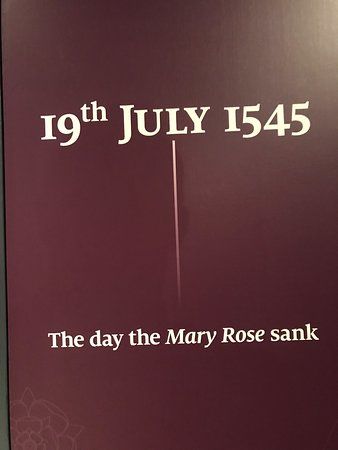 19th July 1545
The day the Mary Rose sank